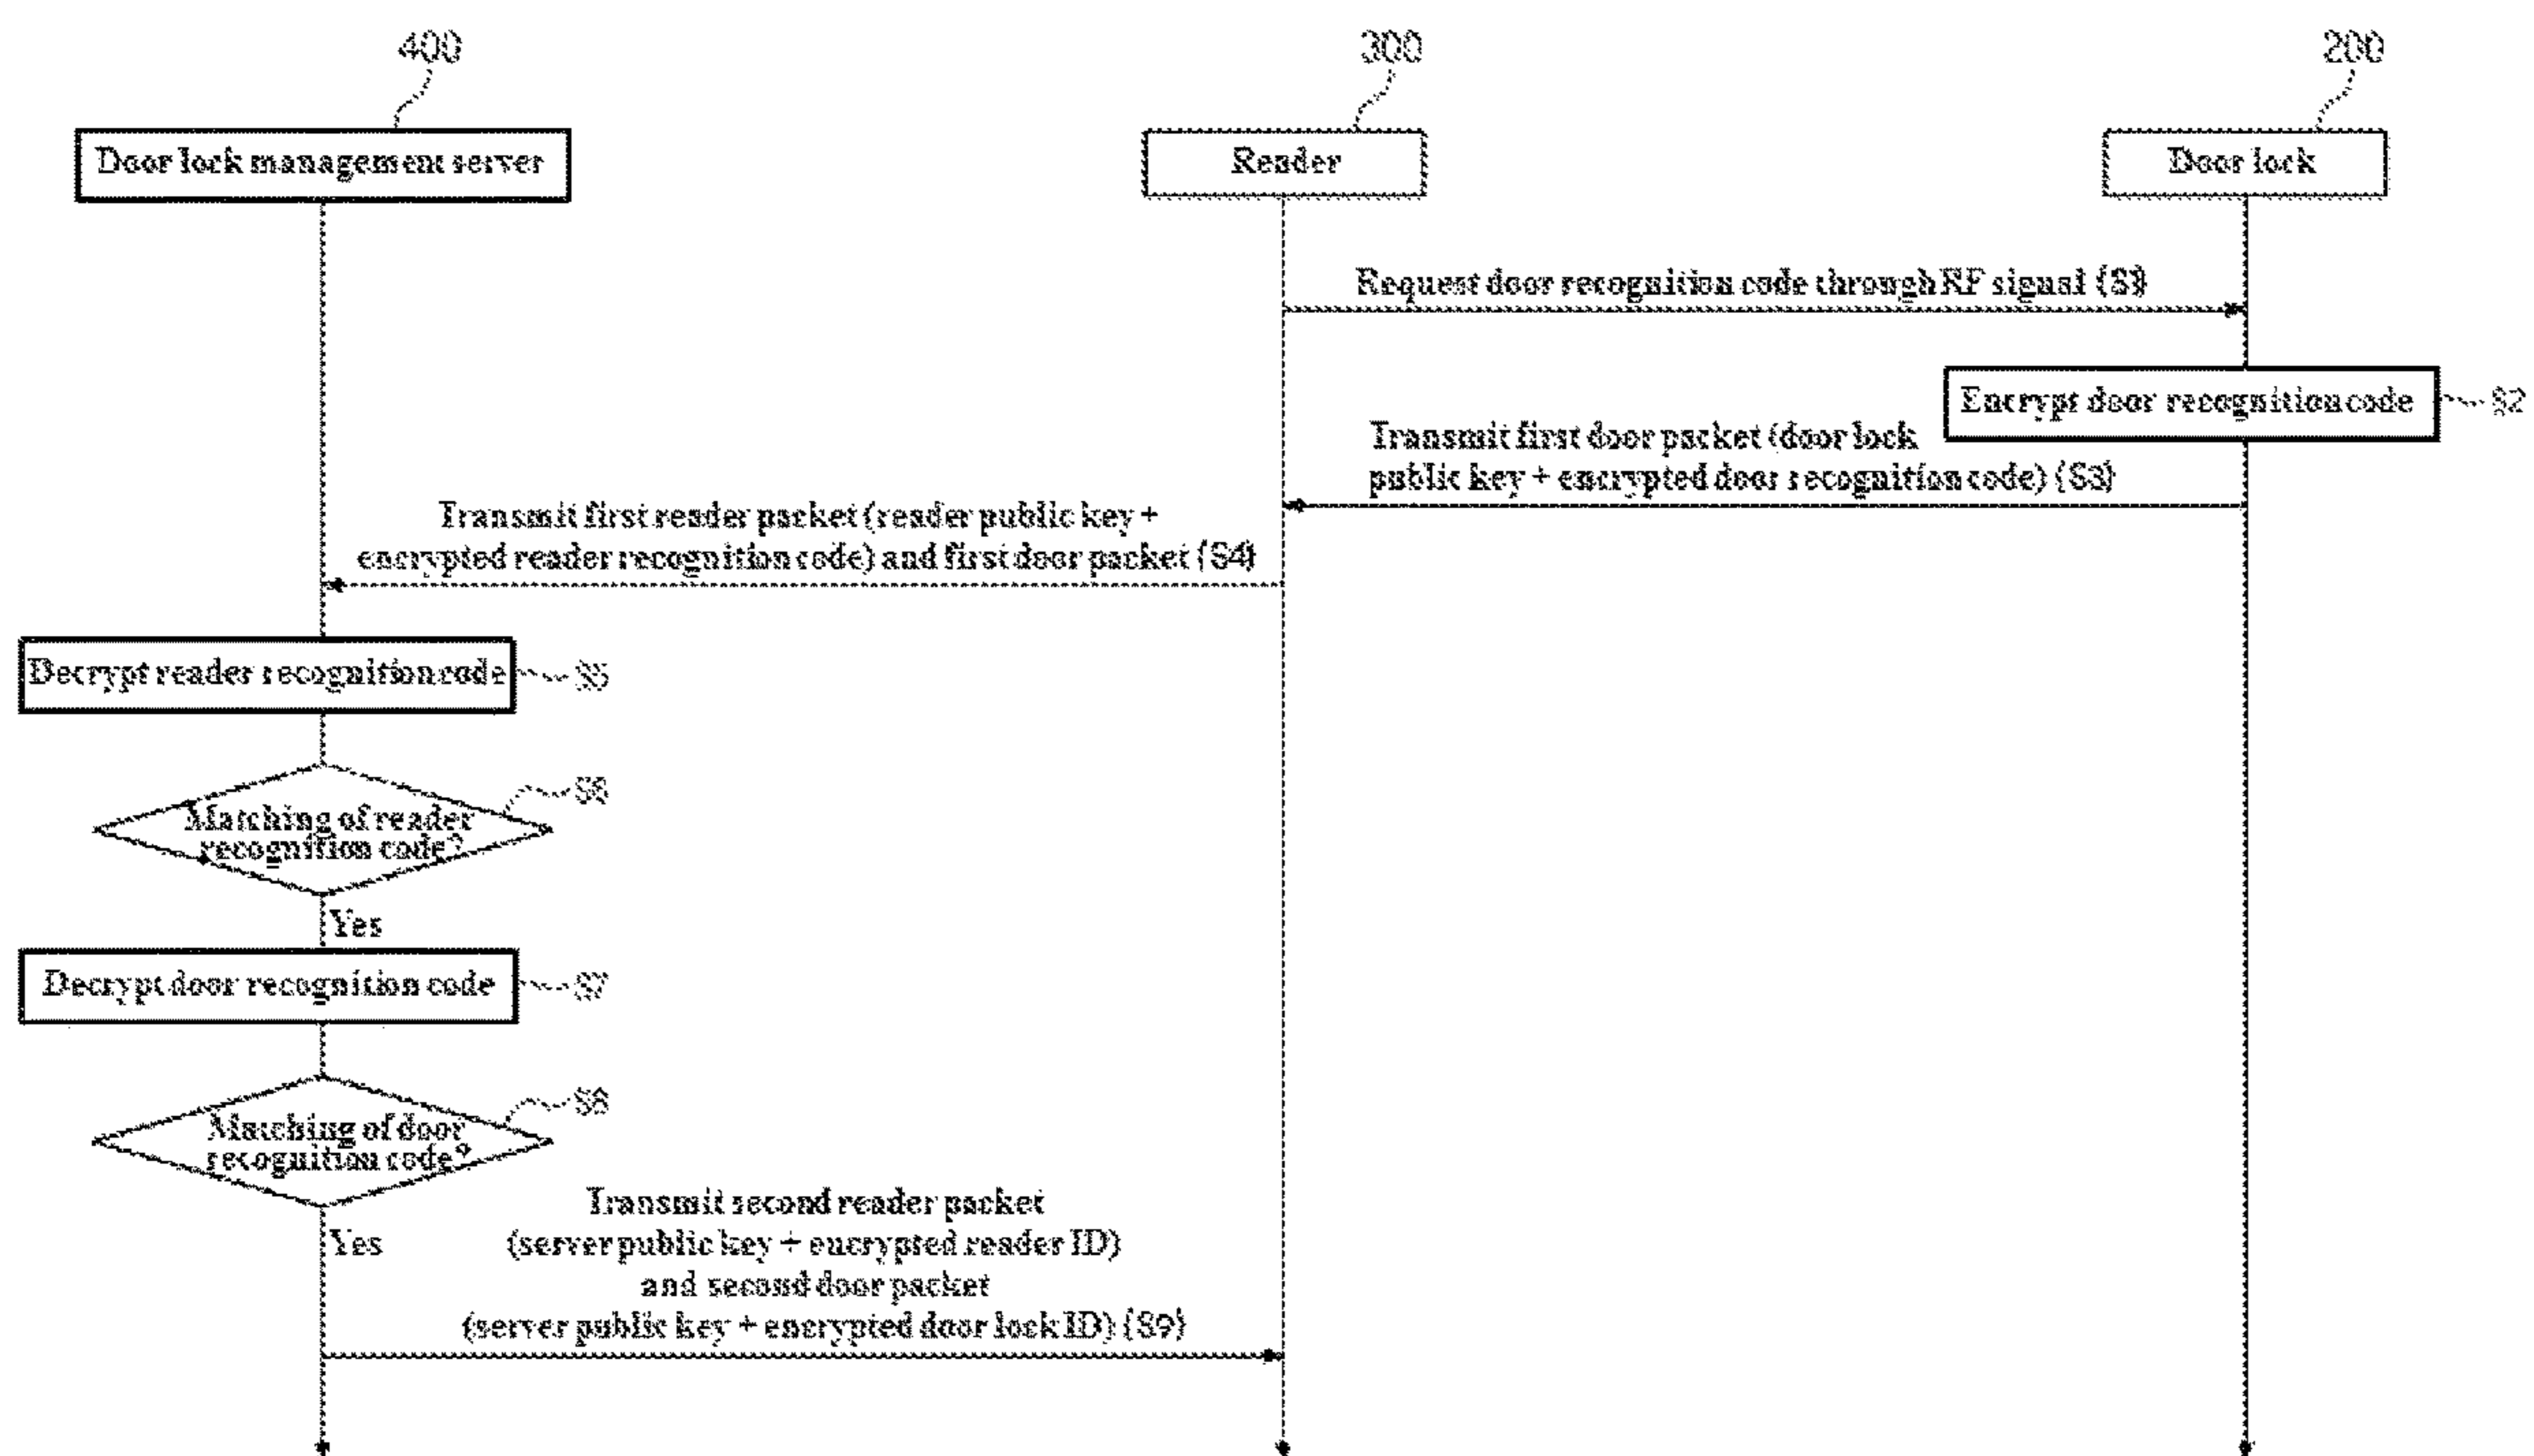 400
300
200
Door lock management server
Reader
Door lock
Request door recognition code through RF signal (S1)
Encrypt door recognition code
S2
Transmit first door packet (door lock
public key + encrypted door recognition code) (S3)
Transmit first reader packet (reader public key +
encrypted reader recognition code) and first door packet (S4)
Decrypt reader recognition code
S5
S6
Matching of reader
recognition code?
Yes
Decrypt door recognition code
S7
S8
Matching of door
recognition code?
Yes
Transmit second reader packet
(server public key + encrypted reader ID)
and second door packet
(server public key + encrypted door lock ID) (S9)